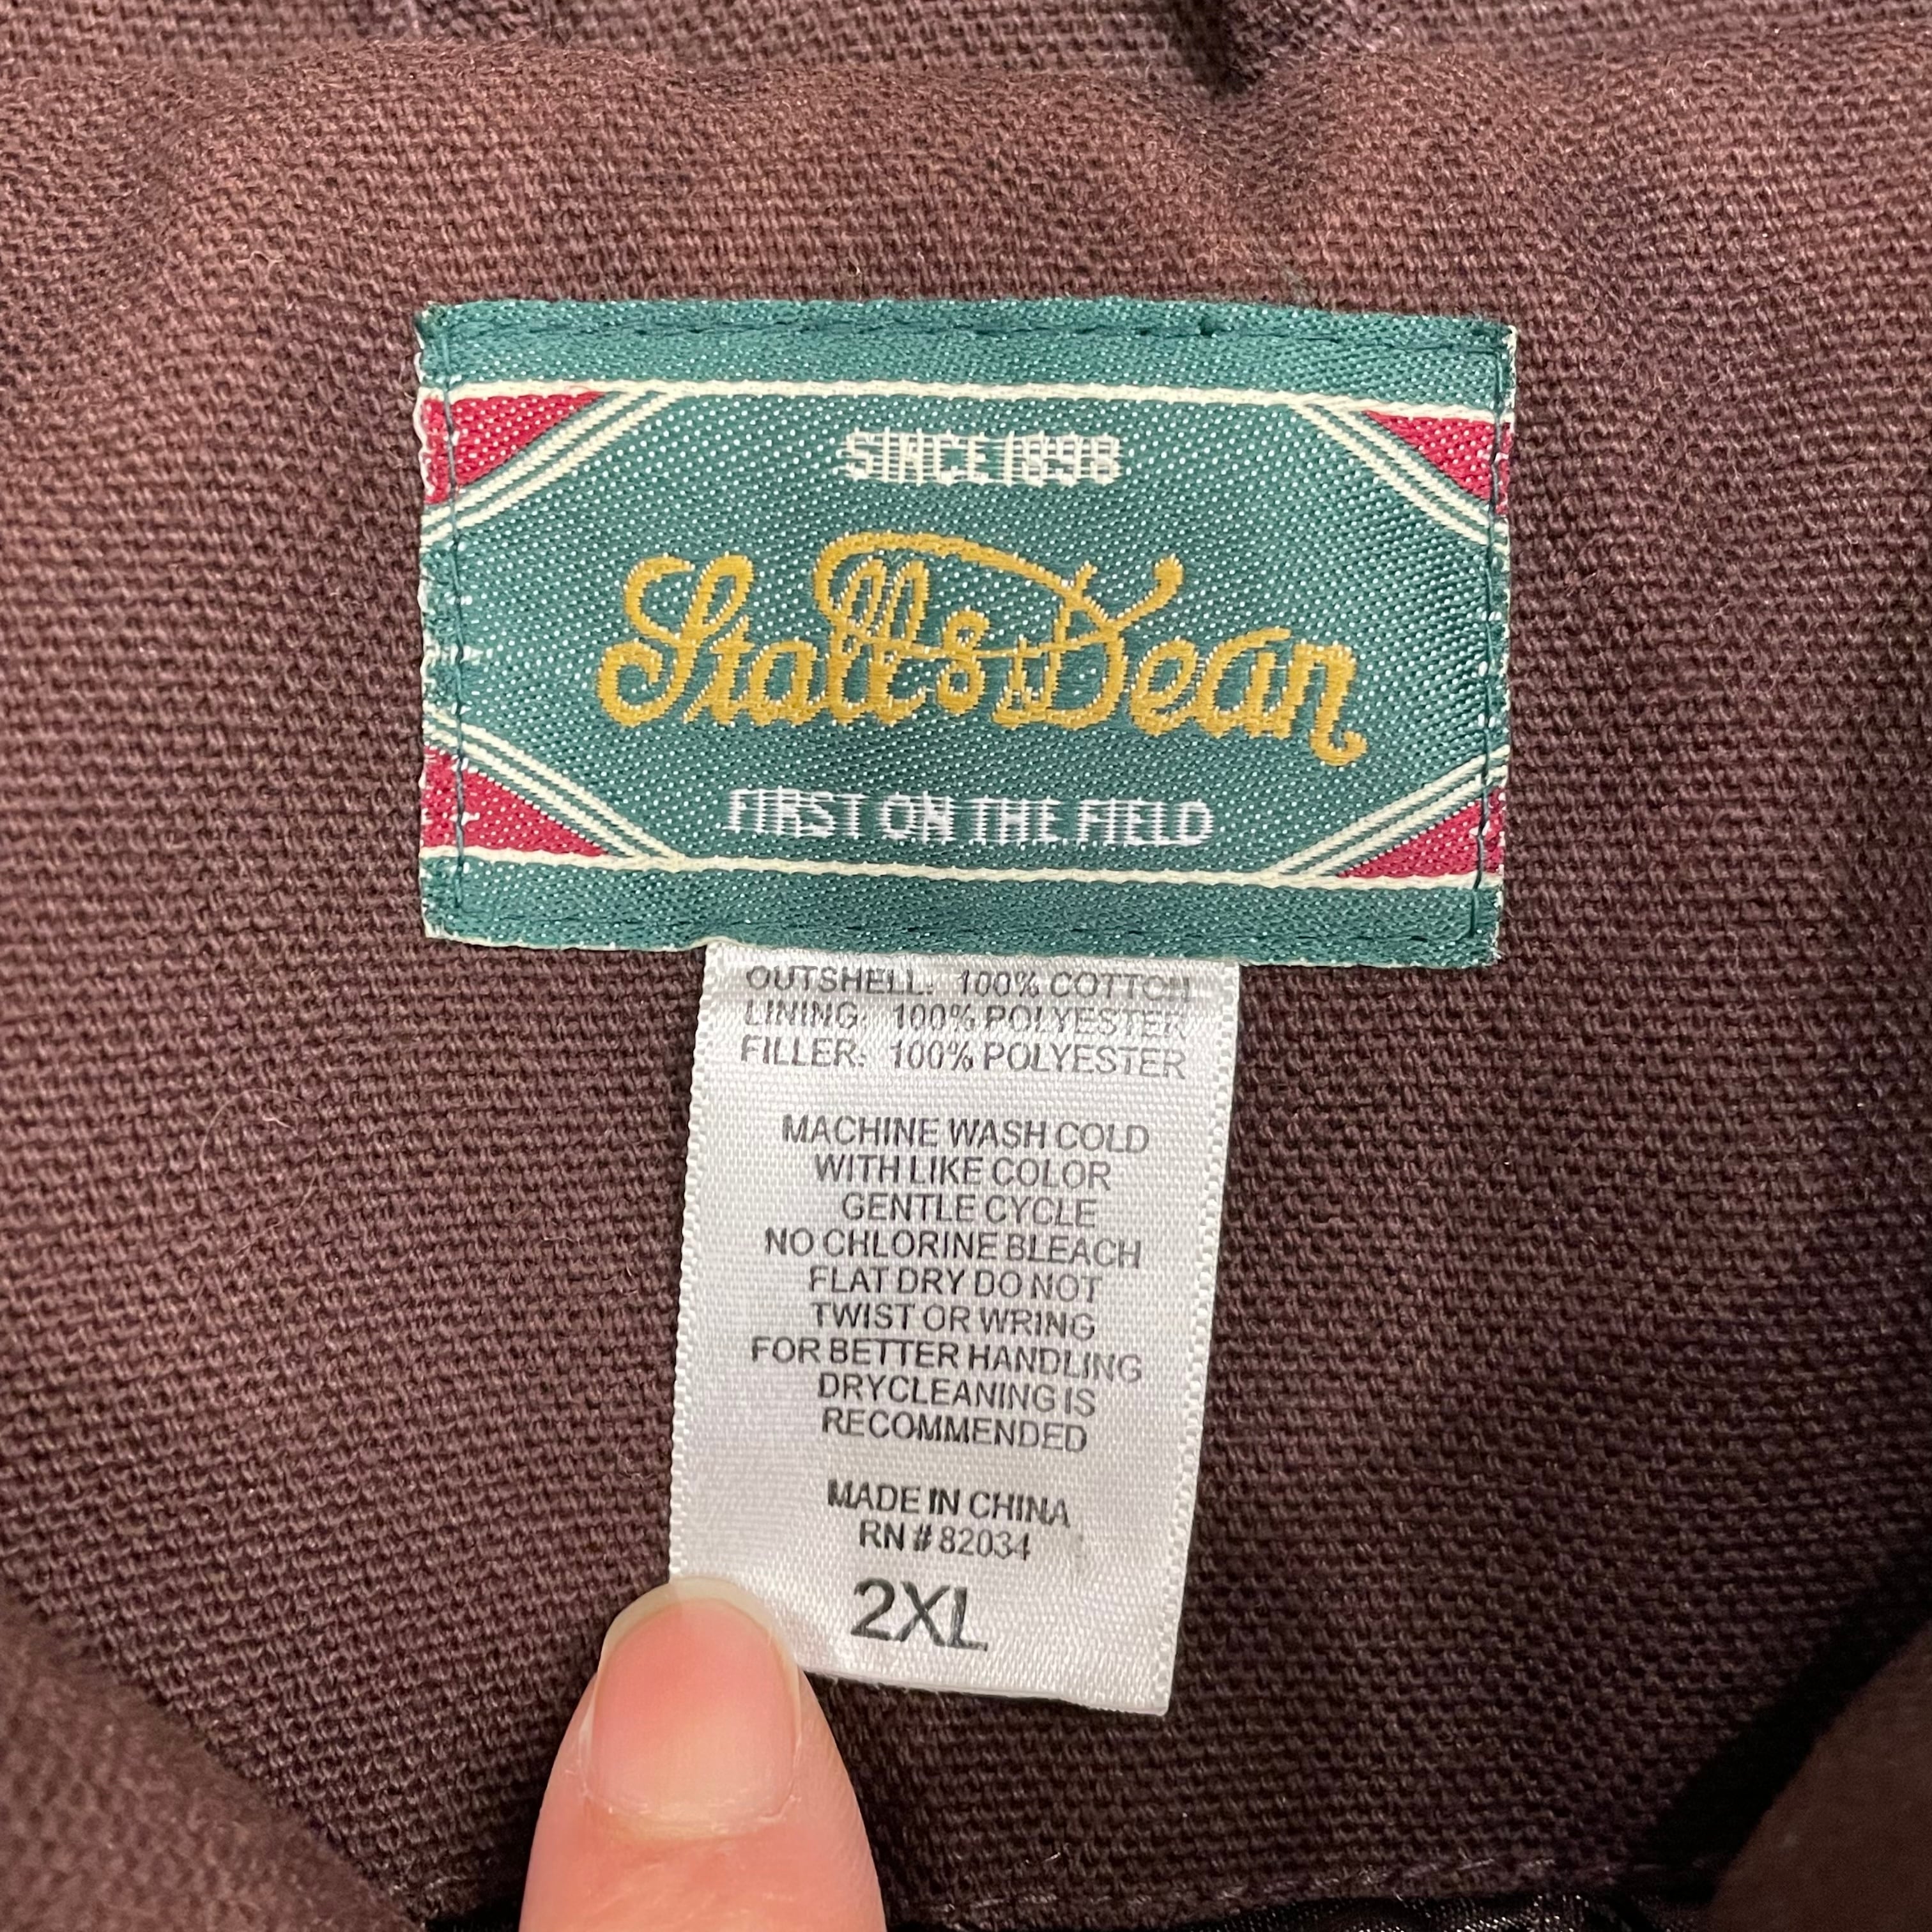 SINCE 1898
Stall & Dean
FIRST ON THE FIELD
OUTSHELL: 100% COTTON
LINING: 100% POLYESTER
FILLER: 100% POLYESTER
MACHINE WASH COLD
WITH LIKE COLOR
GENTLE CYCLE
NO CHLORINE BLEACH
FLAT DRY DO NOT
TWIST OR WRING
FOR BETTER HANDLING
DRYCLEANING IS
RECOMMENDED
MADE IN CHINA
RN # 82034
2XL